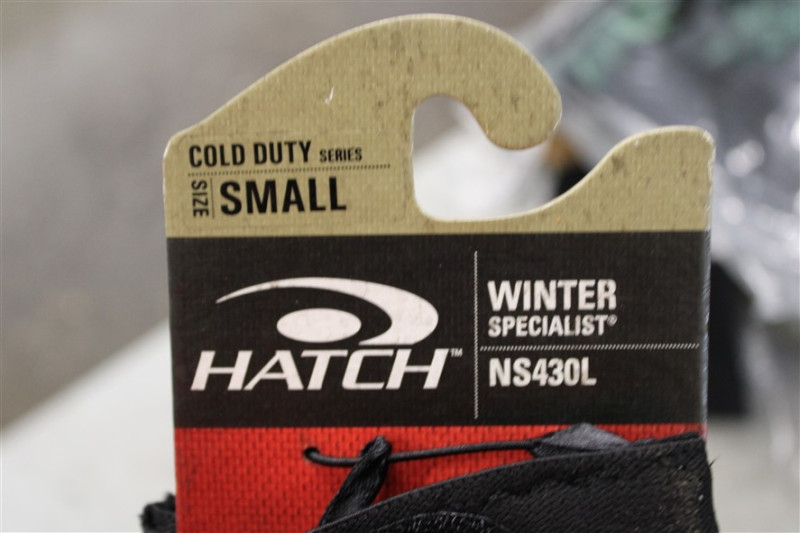 COLD DUTY SERIES
SIZE SMALL
HATCH™
WINTER
SPECIALIST®
NS430L